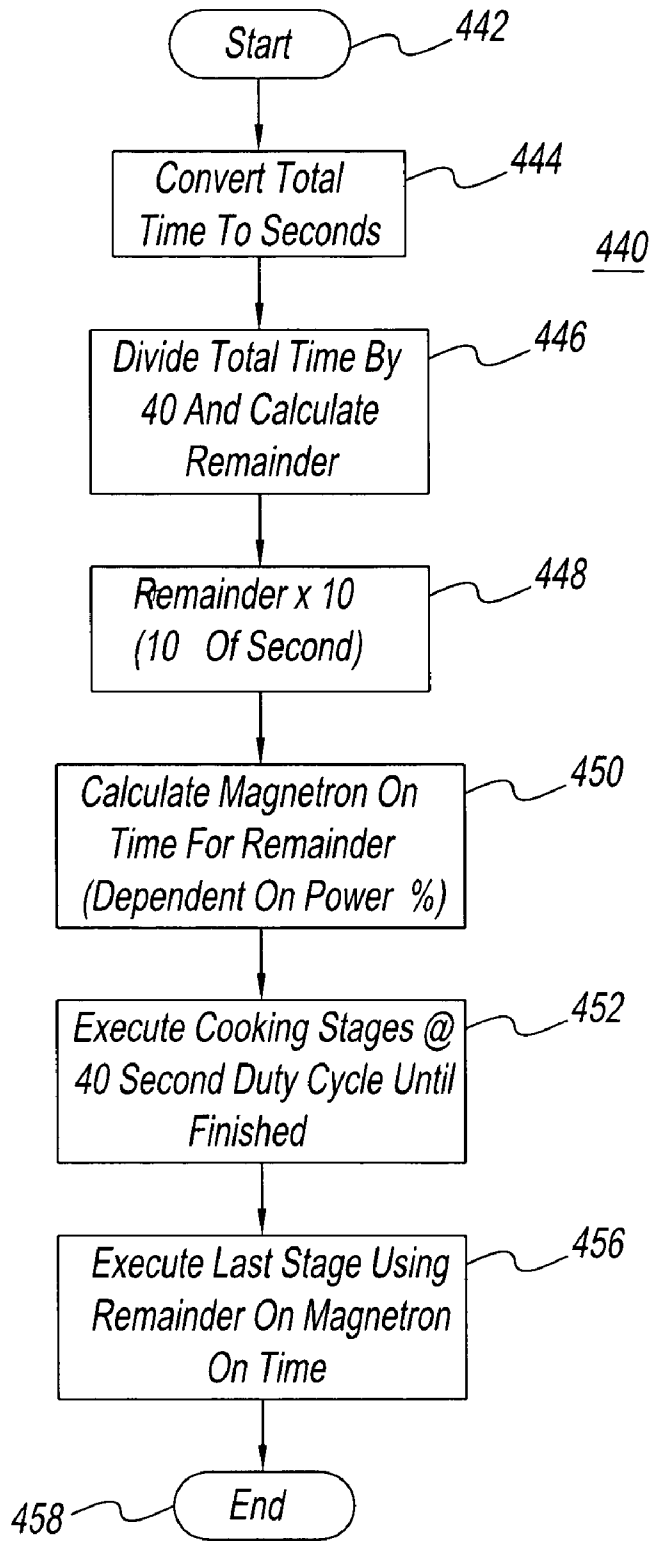 Start
442
Convert Total
Time To Seconds
444
440
Divide Total Time By
40 And Calculate
Remainder
446
Remainder x 10
(10 Of Second)
448
Calculate Magnetron On
Time For Remainder
(Dependent On Power %)
450
Execute Cooking Stages @
40 Second Duty Cycle Until
Finished
452
Execute Last Stage Using
Remainder On Magnetron
On Time
456
End
458